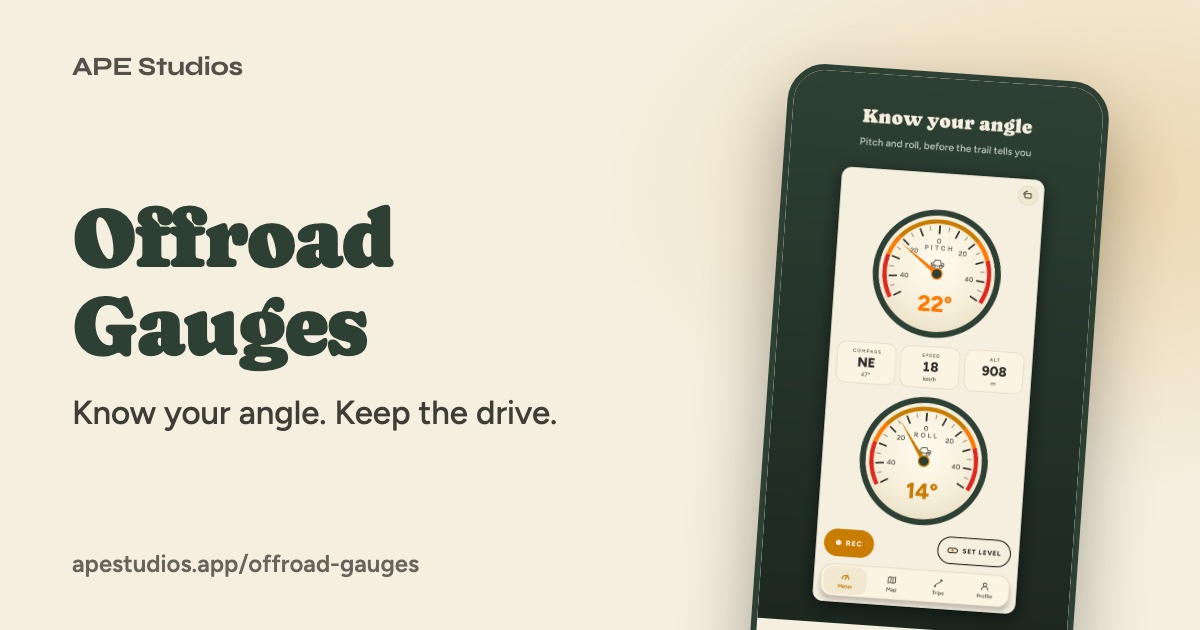 APE Studios
Offroad
Gauges
Know your angle. Keep the drive.
apestudios.app/offroad-gauges
Know your angle
Pitch and roll, before the trail tells you
0
20 20
PITCH
40 40
22°
COMPASS
NE
47°
SPEED
18
km/h
ALT
908
m
0
20 20
ROLL
40 40
14°
REC
SET LEVEL
Meter
Map
Trips
Profile